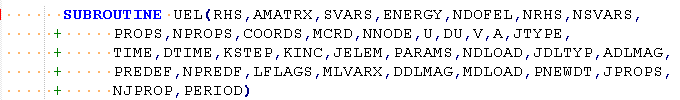 SUBROUTINE UEL(RHS,AMATRX,SVARS,ENERGY,NDOFEL,NRHS,NSVARS,
+ PROPS,NPROPS,COORDS,MCRD,NNODE,U,DU,V,A,JTYPE,
+ TIME,DTIME,KSTEP,KINC,JELEM,PARAMS,NDLOAD,JDLTYP,ADLMAG,
+ PREDEF,NPREDF,LFLAGS,MLVARX,DDLMAG,MDLOAD,PNEWDT,JPROPS,
+ NJPROP,PERIOD)